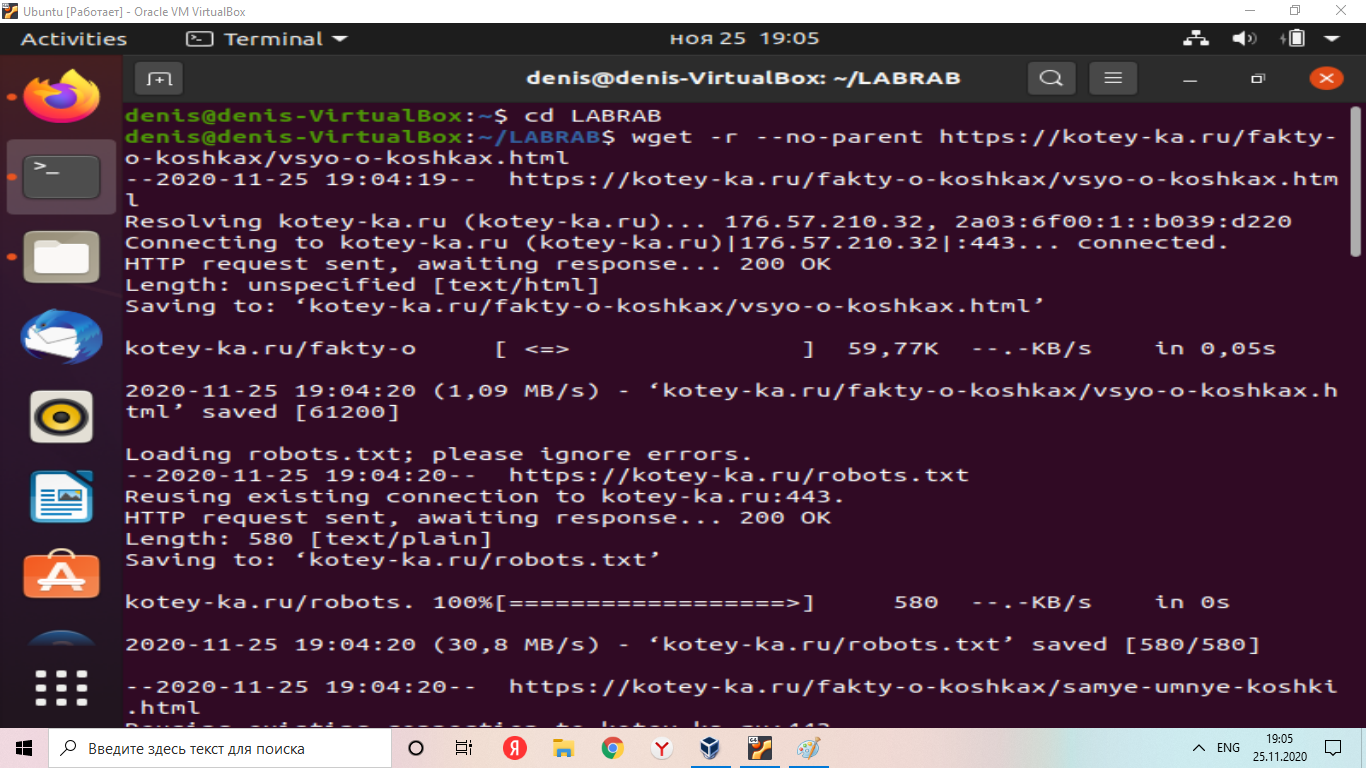 Ubuntu [Работает] - Oracle VM VirtualBox
Activities Terminal ноя 25 19:05
denis@denis-VirtualBox: ~/LABRAB
denis@denis-VirtualBox:~$ cd LABRAB
denis@denis-VirtualBox:~/LABRAB$ wget -r --no-parent https://kotey-ka.ru/fakty-
o-koshkax/vsyo-o-koshkax.html
--2020-11-25 19:04:19-- https://kotey-ka.ru/fakty-o-koshkax/vsyo-o-koshkax.htm
l
Resolving kotey-ka.ru (kotey-ka.ru)... 176.57.210.32, 2a03:6f00:1::b039:d220
Connecting to kotey-ka.ru (kotey-ka.ru)|176.57.210.32|:443... connected.
HTTP request sent, awaiting response... 200 OK
Length: unspecified [text/html]
Saving to: ‘kotey-ka.ru/fakty-o-koshkax/vsyo-o-koshkax.html’
kotey-ka.ru/fakty-o [ <=> ] 59,77K --.-KB/s in 0,05s
2020-11-25 19:04:20 (1,09 MB/s) - ‘kotey-ka.ru/fakty-o-koshkax/vsyo-o-koshkax.h
tml’ saved [61200]
Loading robots.txt; please ignore errors.
--2020-11-25 19:04:20-- https://kotey-ka.ru/robots.txt
Reusing existing connection to kotey-ka.ru:443.
HTTP request sent, awaiting response... 200 OK
Length: 580 [text/plain]
Saving to: ‘kotey-ka.ru/robots.txt’
kotey-ka.ru/robots. 100%[===================>] 580 --.-KB/s in 0s
2020-11-25 19:04:20 (30,8 MB/s) - ‘kotey-ka.ru/robots.txt’ saved [580/580]
--2020-11-25 19:04:20-- https://kotey-ka.ru/fakty-o-koshkax/samye-umnye-koshki
.html
Reusing existing connection to kotey-ka.ru:443.
Введите здесь текст для поиска
ENG
19:05
25.11.2020